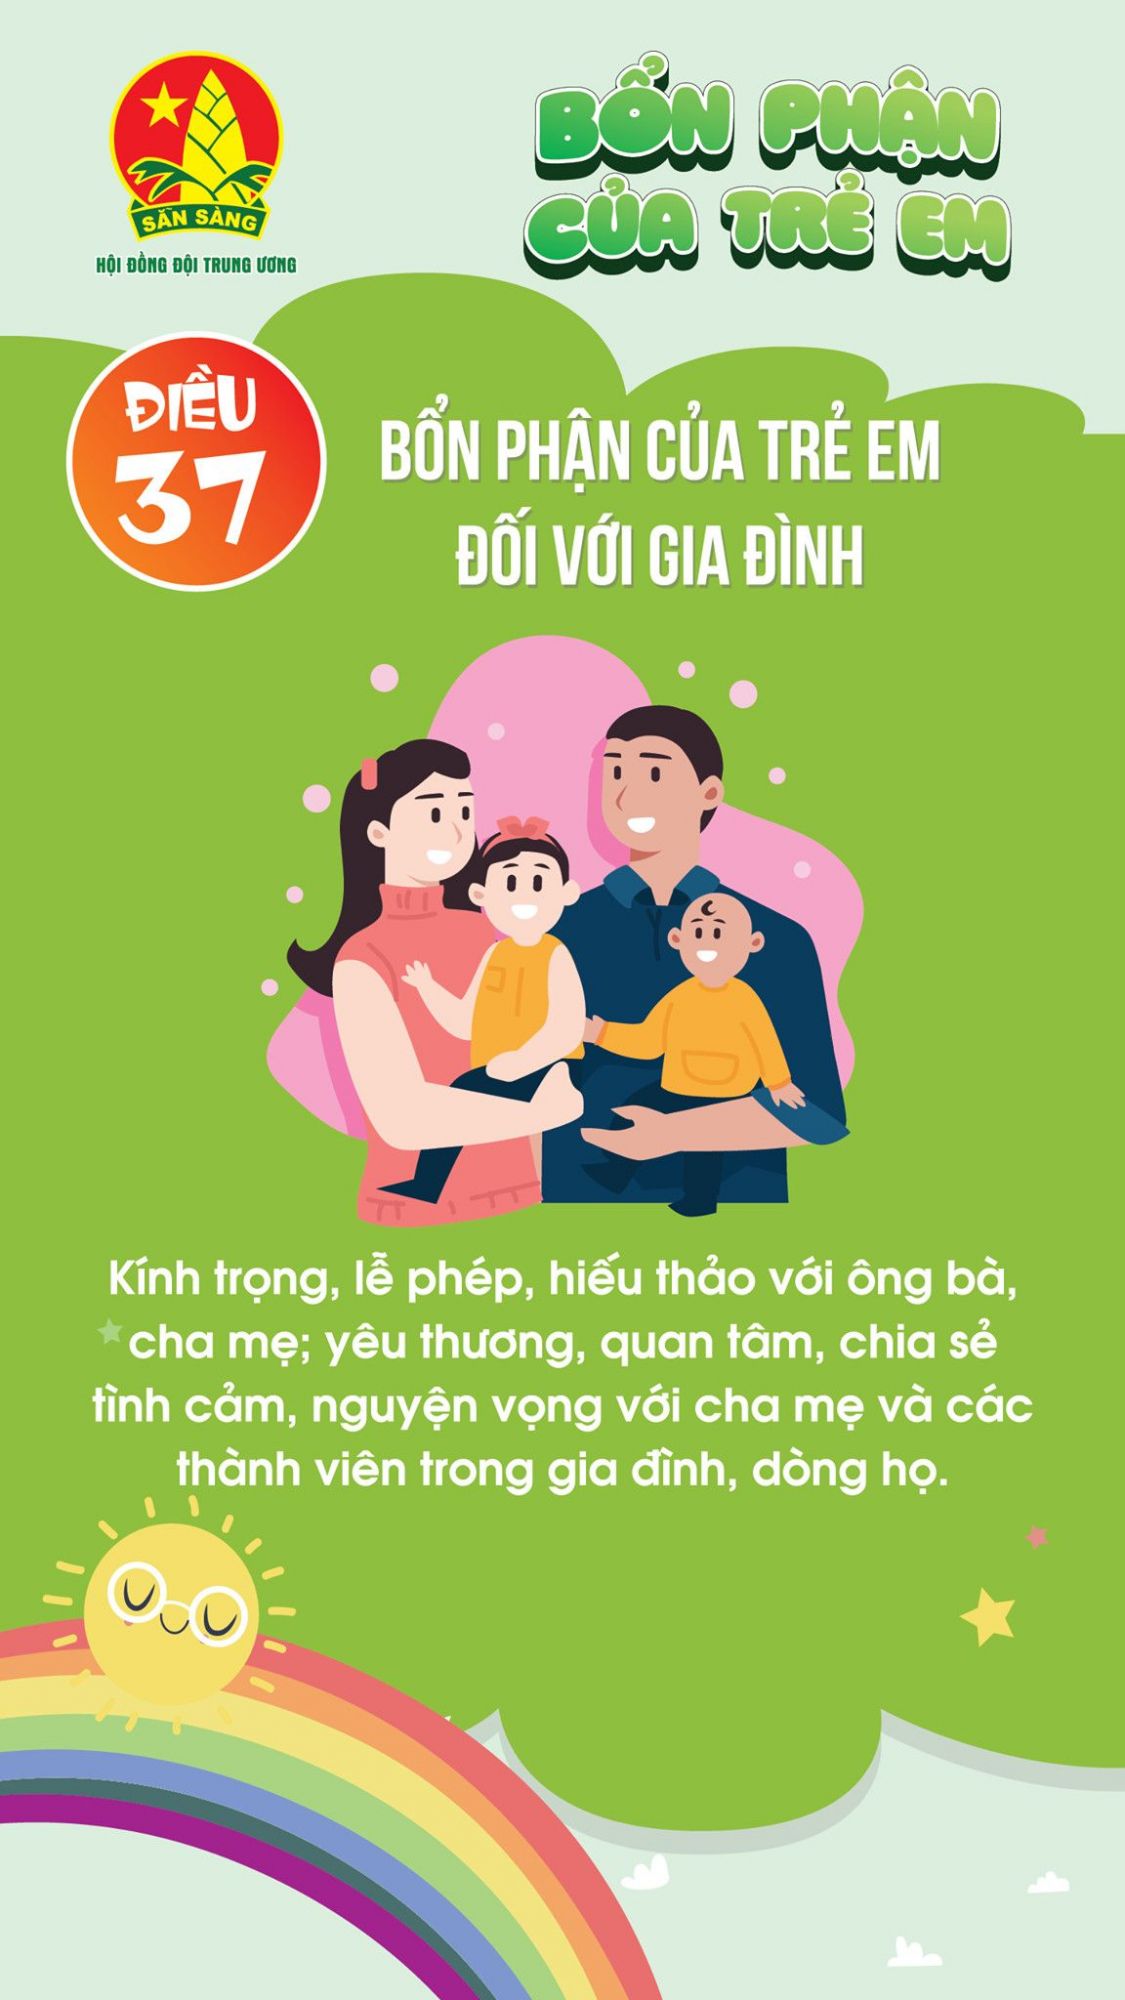 SẴN SÀNG
HỘI ĐỒNG ĐỘI TRUNG ƯƠNG
BỔN PHẬN
CỦA TRẺ EM
ĐIỀU
37
BỔN PHẬN CỦA TRẺ EM
ĐỐI VỚI GIA ĐÌNH
Kính trọng, lễ phép, hiếu thảo với ông bà,
cha mẹ; yêu thương, quan tâm, chia sẻ
tình cảm, nguyện vọng với cha mẹ và các
thành viên trong gia đình, dòng họ.